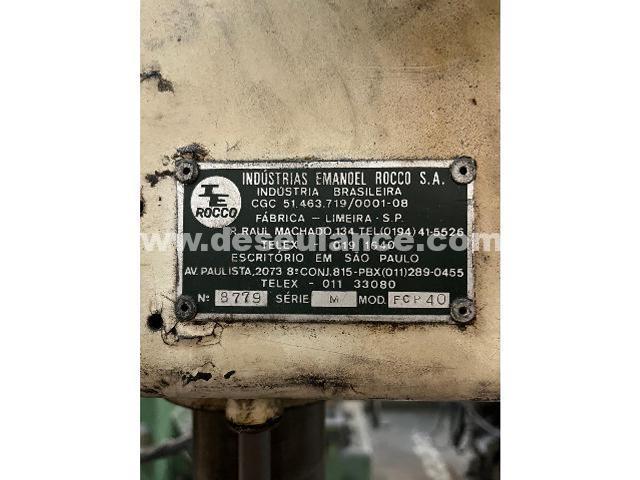 INDÚSTRIAS EMANOEL ROCCO S.A.
INDÚSTRIA BRASILEIRA
CGC 51.463.719/0001-08
FÁBRICA - LIMEIRA - S.P.
DR. RAUL MACHADO, 134 TEL(0194) 41-5526
TELEX - 019 1640
ESCRITÓRIO EM SÃO PAULO
AV. PAULISTA, 2073 8º CONJ. 815-PBX(011)289-0455
TELEX - 011 33080
Nº 8779 SÉRIE M MOD. FCP 40
IE
ROCCO